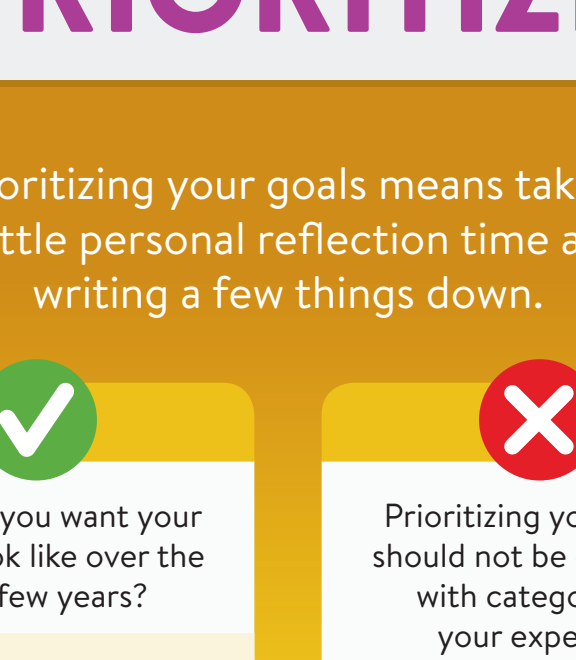 RIORITIZ
oritizing your goals means tak
ttle personal reflection time a
writing a few things down.
you want your
ok like over the
few years?
Prioritizing yo
should not be
with catego
your expe